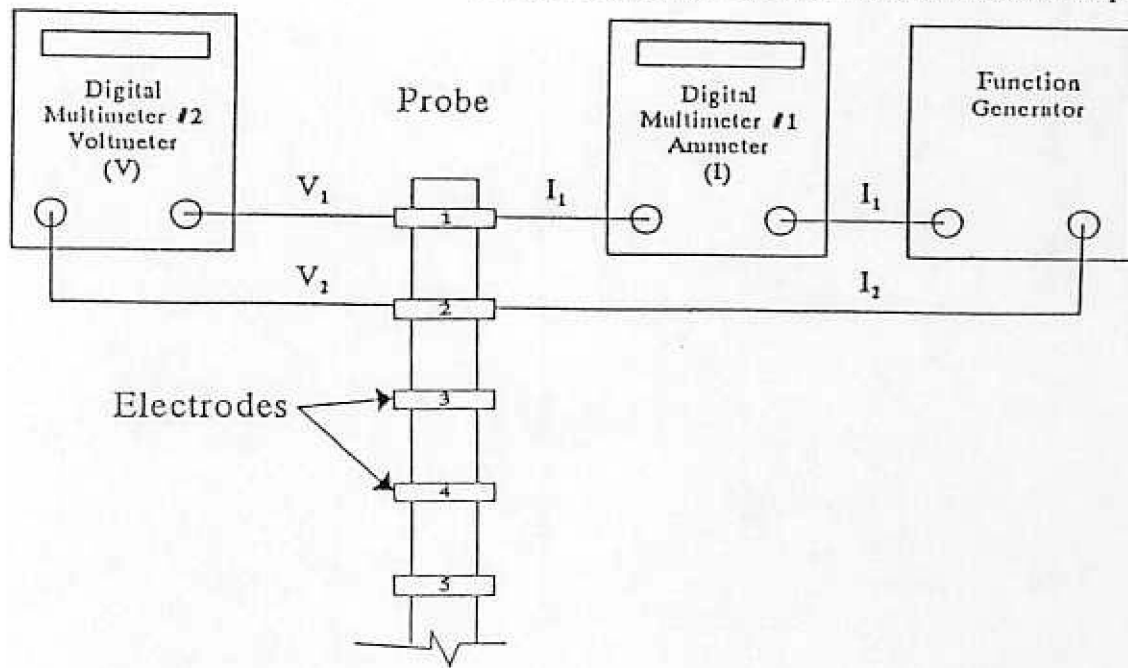 Digital
Multimeter #2
Voltmeter
(V)
Probe
Digital
Multimeter #1
Ammeter
(I)
Function
Generator
V₁
1
I₁
I₁
V₂
2
I₂
Electrodes
3
4
5